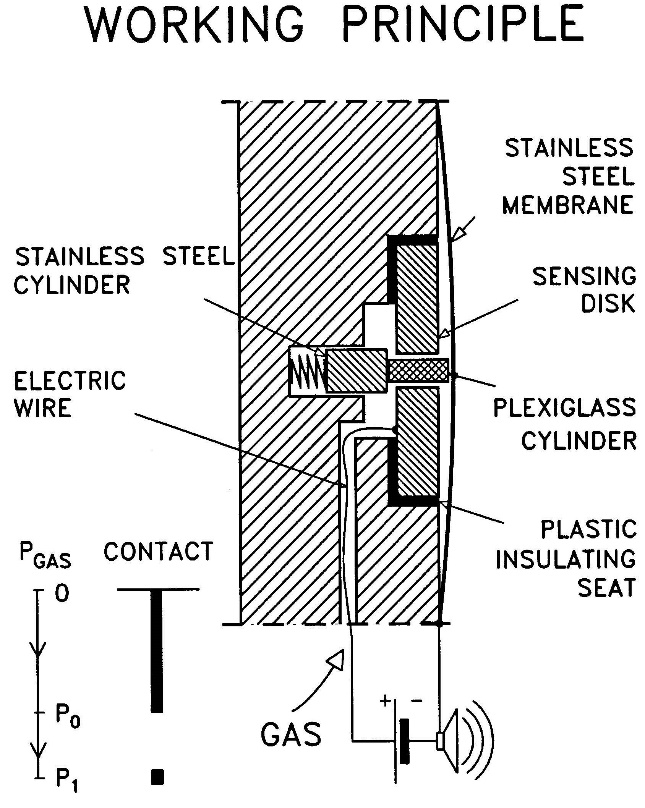 WORKING PRINCIPLE
STAINLESS
STEEL
MEMBRANE
STAINLESS STEEL
CYLINDER
SENSING
DISK
ELECTRIC
WIRE
PLEXIGLASS
CYLINDER
PLASTIC
INSULATING
SEAT
PGAS CONTACT
0
P0
P1
GAS
+ −